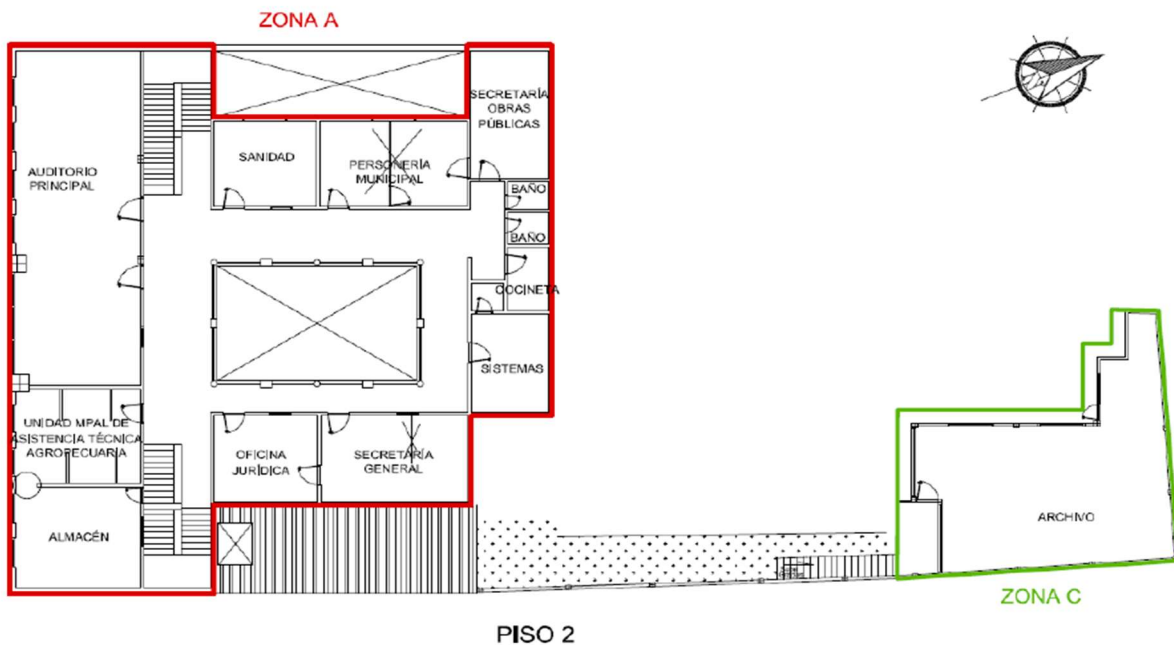 ZONA A
SECRETARÍA
OBRAS
PÚBLICAS
SANIDAD
PERSONERÍA
MUNICIPAL
AUDITORIO
PRINCIPAL
BAÑO
BAÑO
COCINETA
SISTEMAS
UNIDAD MPAL DE
ASISTENCIA TÉCNICA
AGROPECUARIA
OFICINA
JURÍDICA
SECRETARÍA
GENERAL
ALMACÉN
ARCHIVO
ZONA C
PISO 2